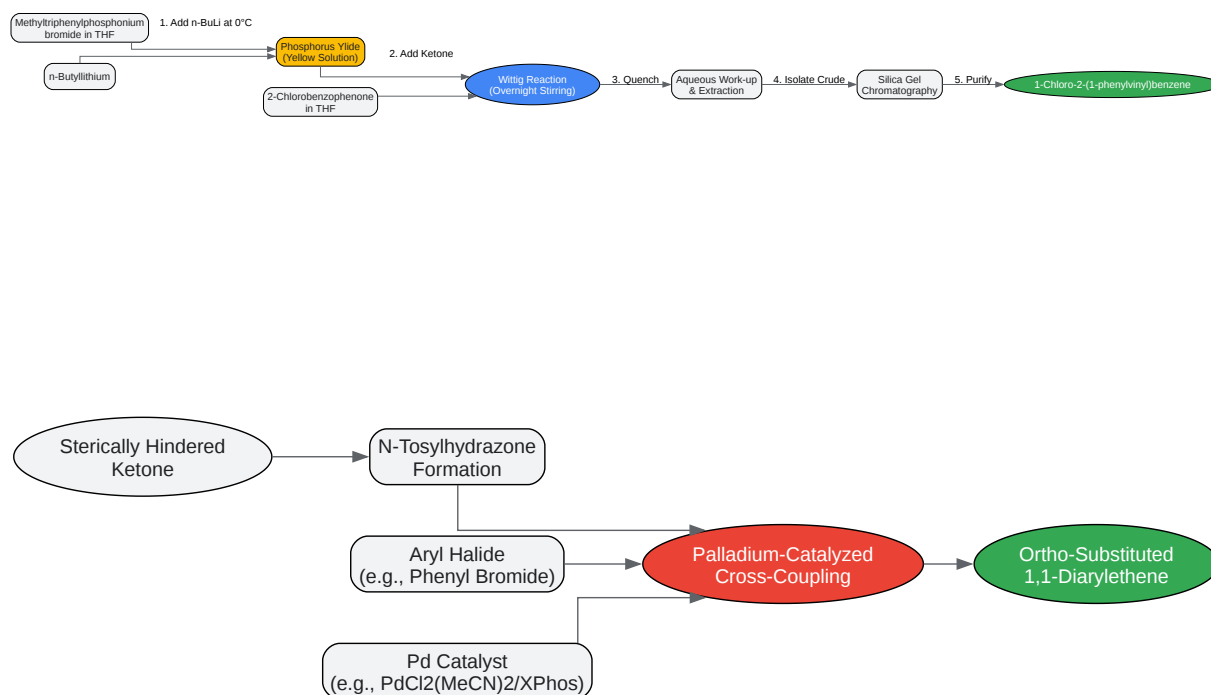 Methyltriphenylphosphonium
bromide in THF
1. Add n-BuLi at 0°C
n-Butyllithium
Phosphorus Ylide
(Yellow Solution)
2. Add Ketone
2-Chlorobenzophenone
in THF
Wittig Reaction
(Overnight Stirring)
3. Quench
Aqueous Work-up
& Extraction
4. Isolate Crude
Silica Gel
Chromatography
5. Purify
1-Chloro-2-(1-phenylvinyl)benzene
Sterically Hindered
Ketone
N-Tosylhydrazone
Formation
Aryl Halide
(e.g., Phenyl Bromide)
Pd Catalyst
(e.g., PdCl2(MeCN)2/XPhos)
Palladium-Catalyzed
Cross-Coupling
Ortho-Substituted
1,1-Diarylethene